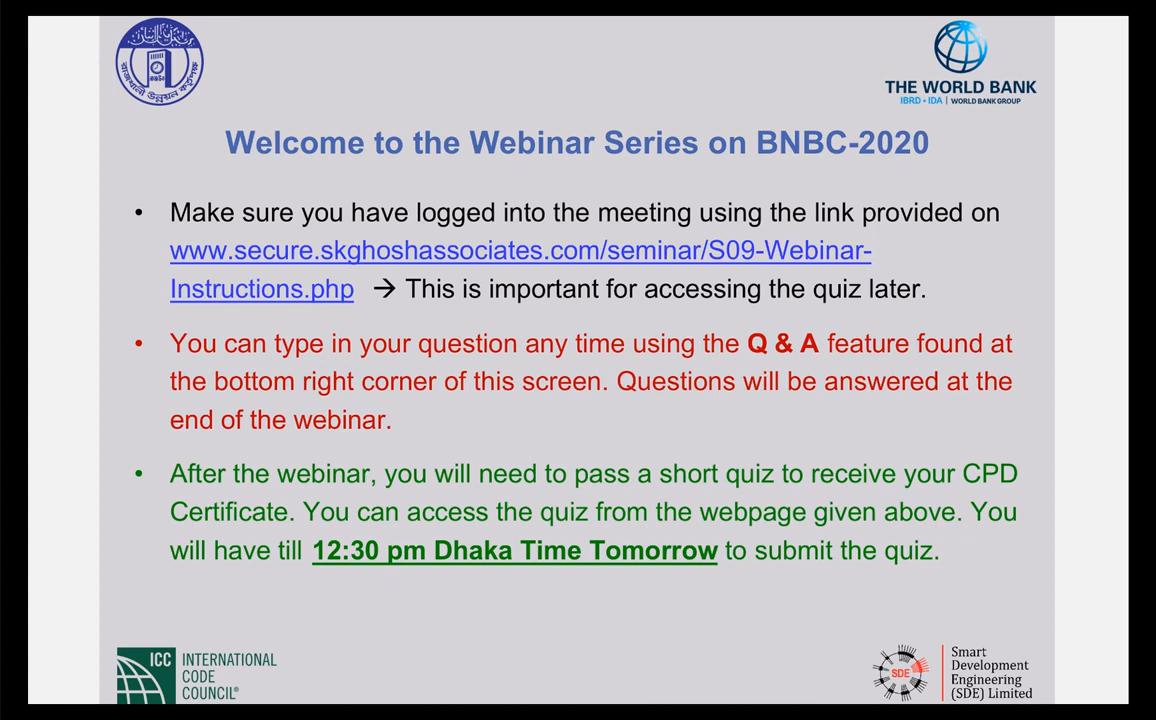 রাজধানী উন্নয়ন কর্তৃপক্ষ
THE WORLD BANK
IBRD • IDA | WORLD BANK GROUP
Welcome to the Webinar Series on BNBC-2020
• Make sure you have logged into the meeting using the link provided on
www.secure.skghoshassociates.com/seminar/S09-Webinar-
Instructions.php → This is important for accessing the quiz later.
• You can type in your question any time using the Q & A feature found at
the bottom right corner of this screen. Questions will be answered at the
end of the webinar.
• After the webinar, you will need to pass a short quiz to receive your CPD
Certificate. You can access the quiz from the webpage given above. You
will have till 12:30 pm Dhaka Time Tomorrow to submit the quiz.
ICC INTERNATIONAL
CODE
COUNCIL®
SDE
Smart
Development
Engineering
(SDE) Limited